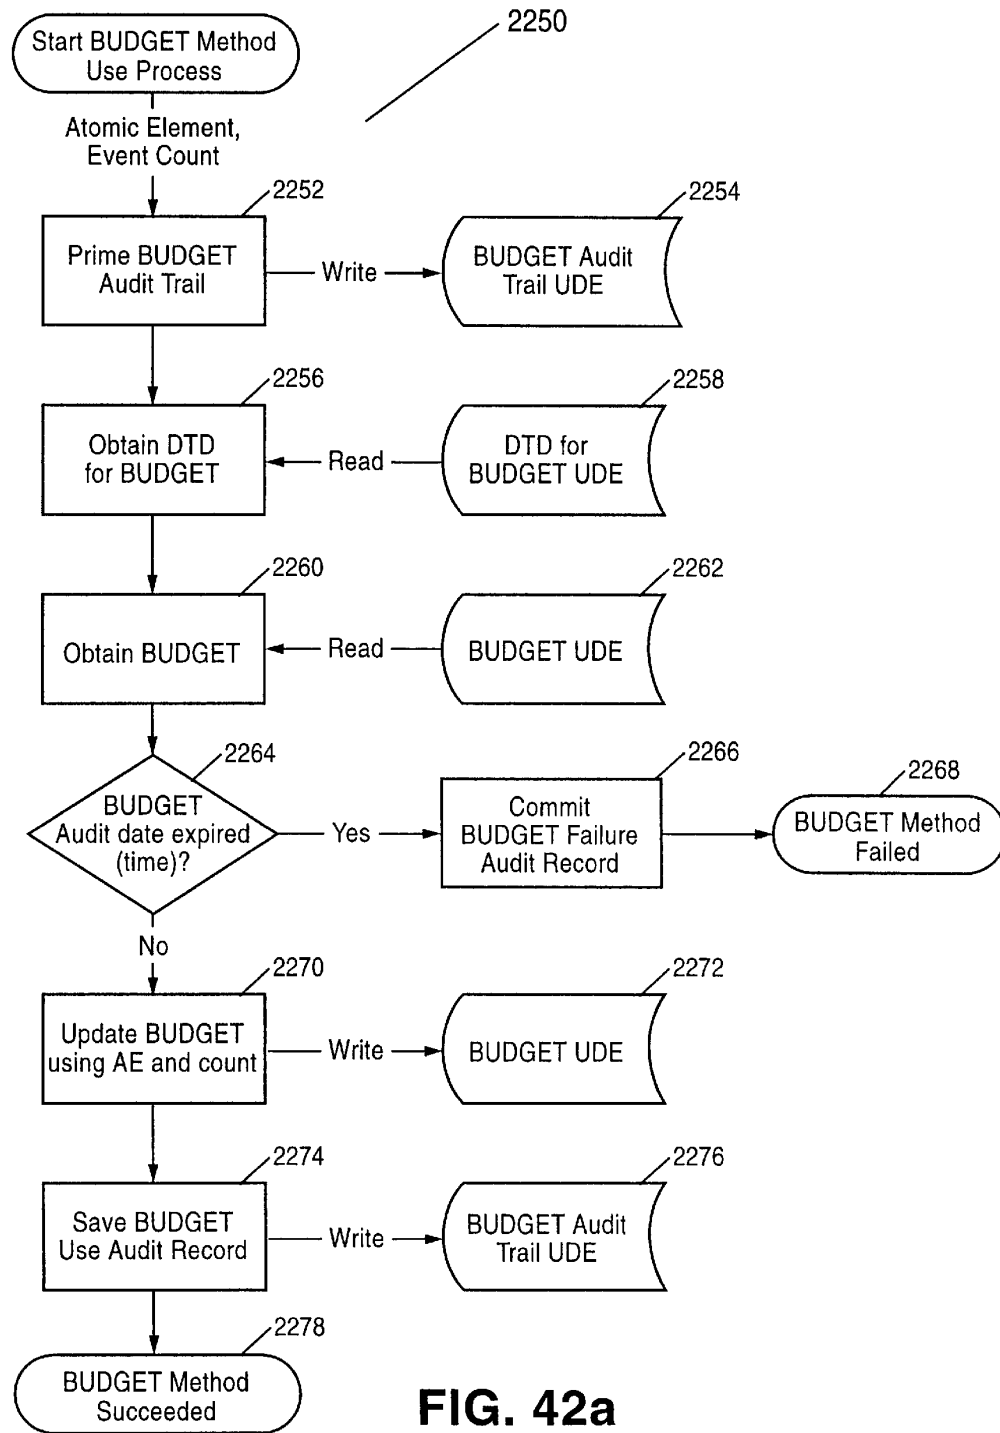 2250
Start BUDGET Method
Use Process
Atomic Element,
Event Count
2252
Prime BUDGET
Audit Trail
Write
2254
BUDGET Audit
Trail UDE
2256
Obtain DTD
for BUDGET
Read
2258
DTD for
BUDGET UDE
2260
Obtain BUDGET
Read
2262
BUDGET UDE
2264
BUDGET
Audit date expired
(time)?
Yes
2266
Commit
BUDGET Failure
Audit Record
2268
BUDGET Method
Failed
No
2270
Update BUDGET
using AE and count
Write
2272
BUDGET UDE
2274
Save BUDGET
Use Audit Record
Write
2276
BUDGET Audit
Trail UDE
2278
BUDGET Method
Succeeded
FIG. 42a